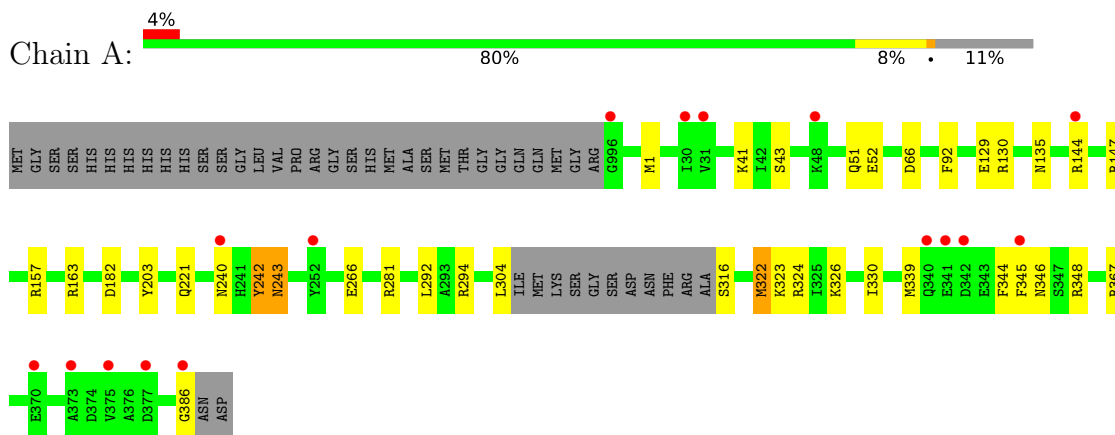 4%
Chain A:
80% 8% • 11%
MET GLY SER SER HIS HIS HIS HIS HIS HIS HIS SER SER GLY LEU VAL PRO ARG GLY SER HIS MET ALA SER MET THR GLY GLY GLN GLN MET GLY ARG G996 M1 I30 V31 K41 I42 S43 K48 Q51 E52 D66 F92 E129 R130 N135 R144 R147
R157 R163 D182 Y203 Q221 N240 H241 Y242 N243 Y252 E266 R281 L292 A293 R294 L304 ILE MET LYS SER GLY SER ASP ASN PHE ARG ALA S316 M322 K323 R324 I325 K326 I330 M339 Q340 E341 D342 E343 F344 F345 N346 S347 R348
E370 A373 D374 V375 A376 D377 G386 ASN ASP